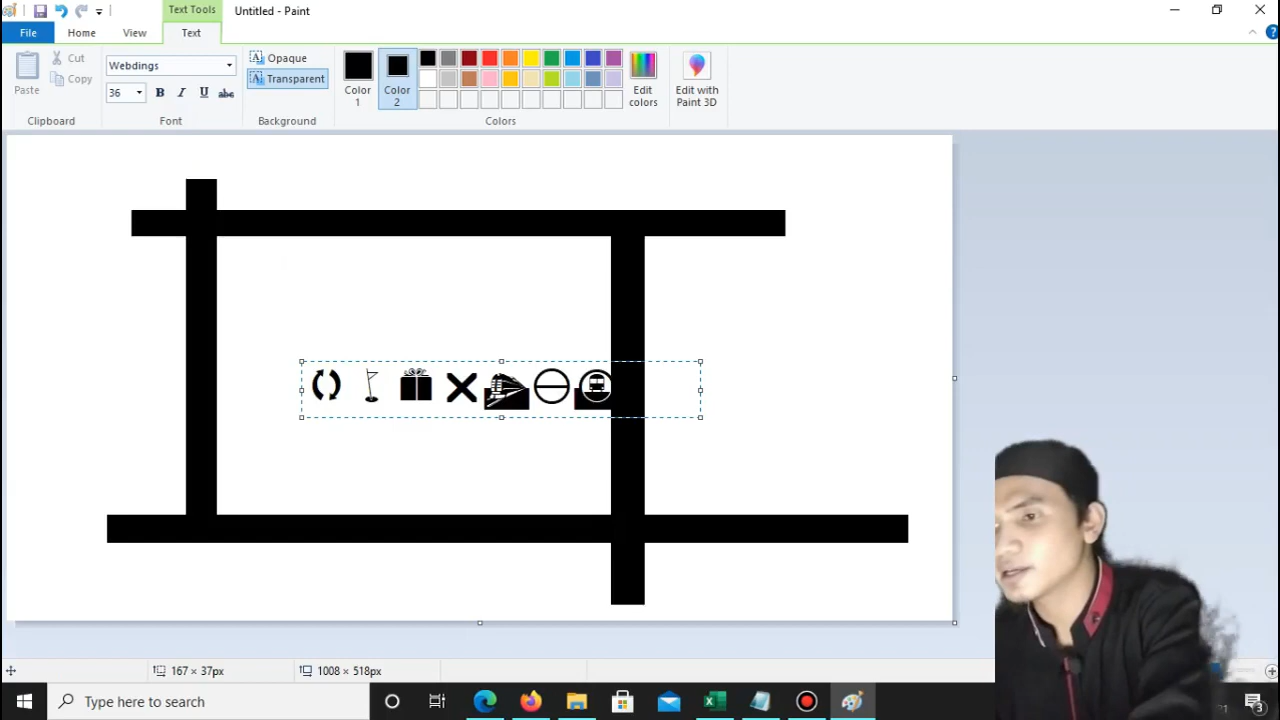 Text Tools
Untitled - Paint
File
Home
View
Text
Paste
Cut
Copy
Clipboard
Webdings
36
B I U abc
Font
Opaque
Transparent
Background
Color 1
Color 2
Edit colors
Colors
Edit with Paint 3D
167 × 37px
1008 × 518px
Type here to search
3